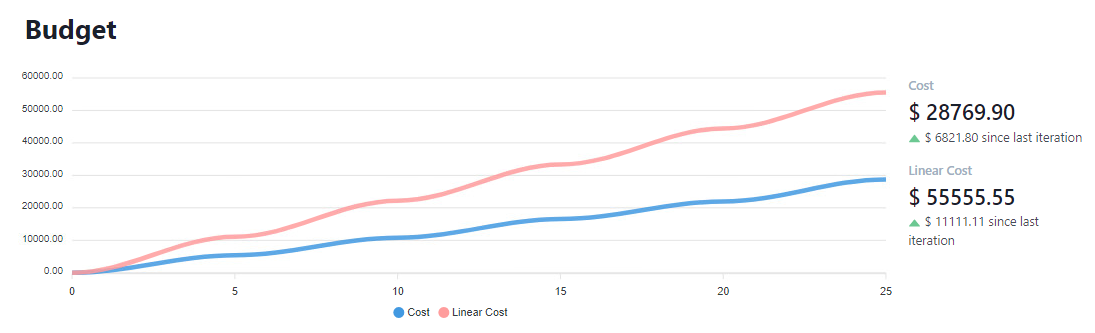 Budget
60000.00
50000.00
40000.00
30000.00
20000.00
10000.00
0.00
0 5 10 15 20 25
Cost Linear Cost
Cost
$ 28769.90
$ 6821.80 since last iteration
Linear Cost
$ 55555.55
$ 11111.11 since last
iteration